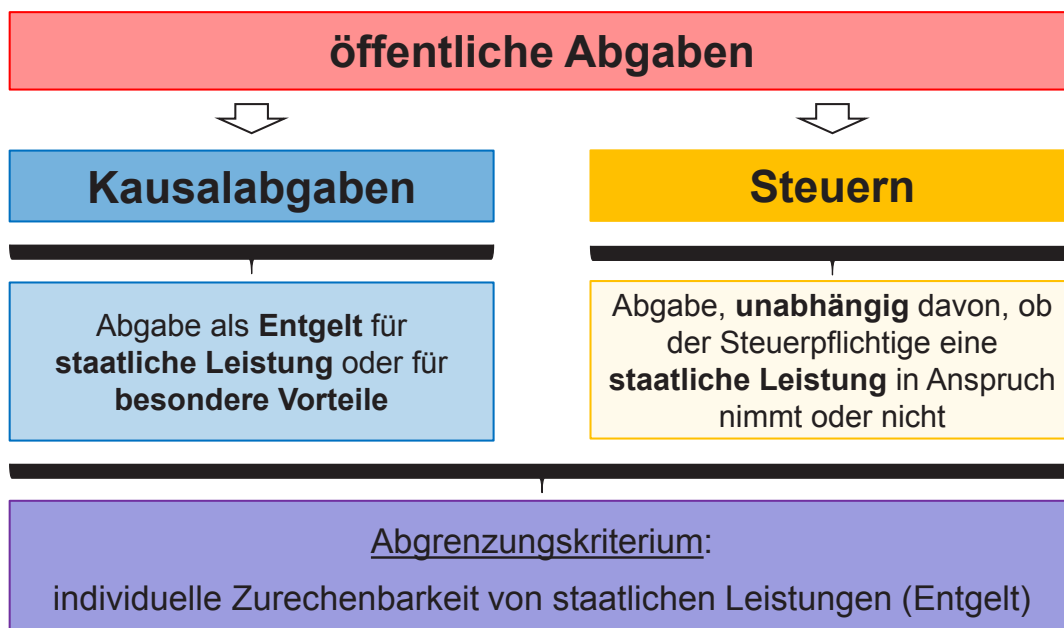 öffentliche Abgaben
Kausalabgaben
Steuern
Abgabe als Entgelt für
staatliche Leistung oder für
besondere Vorteile
Abgabe, unabhängig davon, ob
der Steuerpflichtige eine
staatliche Leistung in Anspruch
nimmt oder nicht
Abgrenzungskriterium:
individuelle Zurechenbarkeit von staatlichen Leistungen (Entgelt)